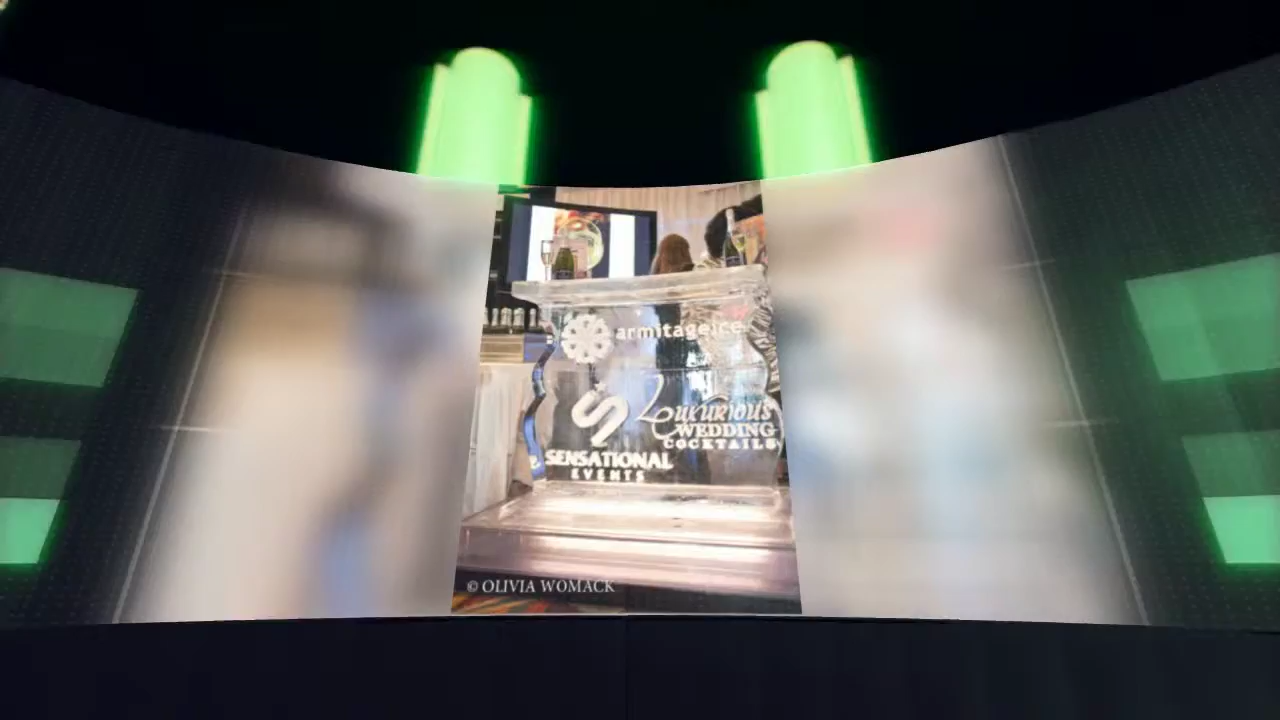 armitageice
Luxurious
WEDDING
COCKTAILS
SENSATIONAL
EVENTS
© OLIVIA WOMACK